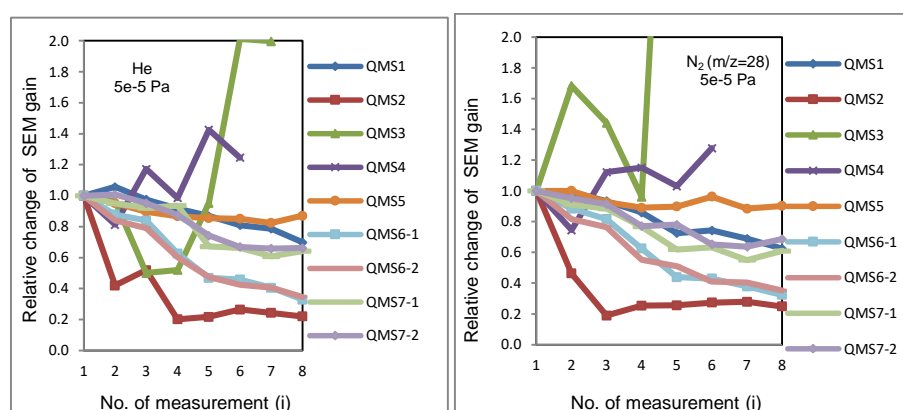 2.0
1.8
1.6
1.4
1.2
1.0
0.8
0.6
0.4
0.2
0.0
Relative change of SEM gain
He
5e-5 Pa
1 2 3 4 5 6 7 8
No. of measurement (i)
QMS1
QMS2
QMS3
QMS4
QMS5
QMS6-1
QMS6-2
QMS7-1
QMS7-2
2.0
1.8
1.6
1.4
1.2
1.0
0.8
0.6
0.4
0.2
0.0
Relative change of SEM gain
N₂ (m/z=28)
5e-5 Pa
1 2 3 4 5 6 7 8
No. of measurement (i)
QMS1
QMS2
QMS3
QMS4
QMS5
QMS6-1
QMS6-2
QMS7-1
QMS7-2